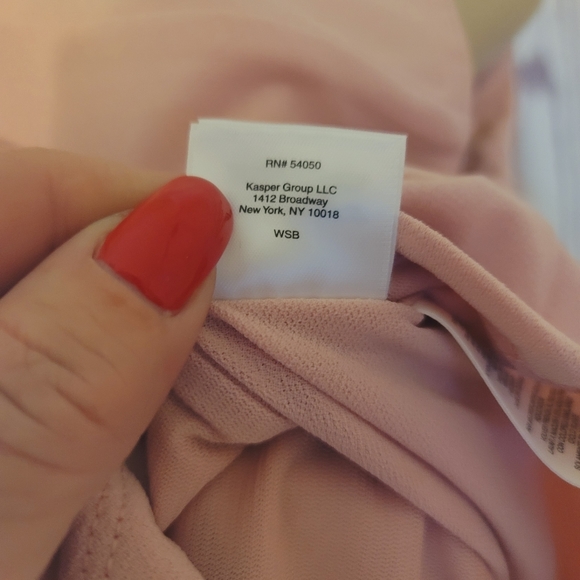 RN# 54050
Kasper Group LLC
1412 Broadway
New York, NY 10018
WSB